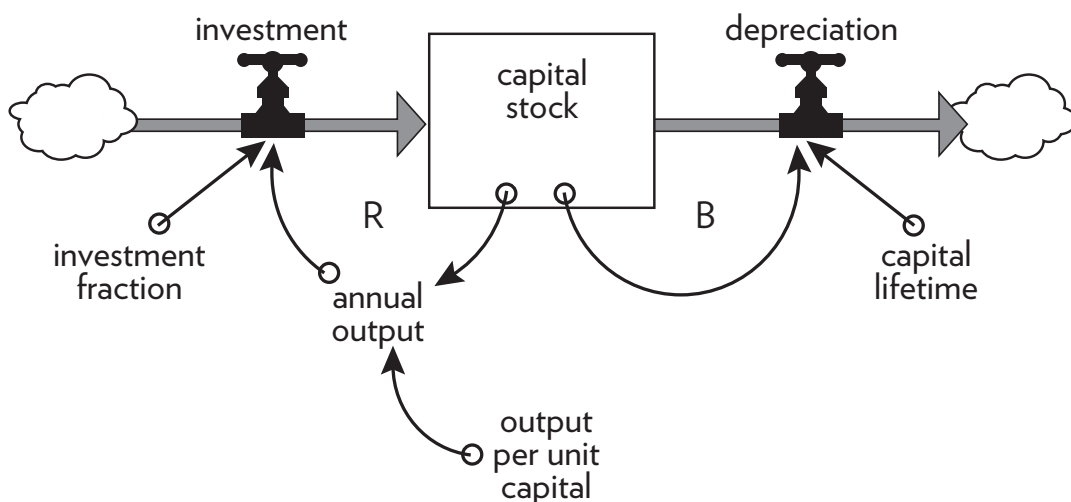 investment
depreciation
capital
stock
R
B
investment
fraction
capital
lifetime
annual
output
output
per unit
capital